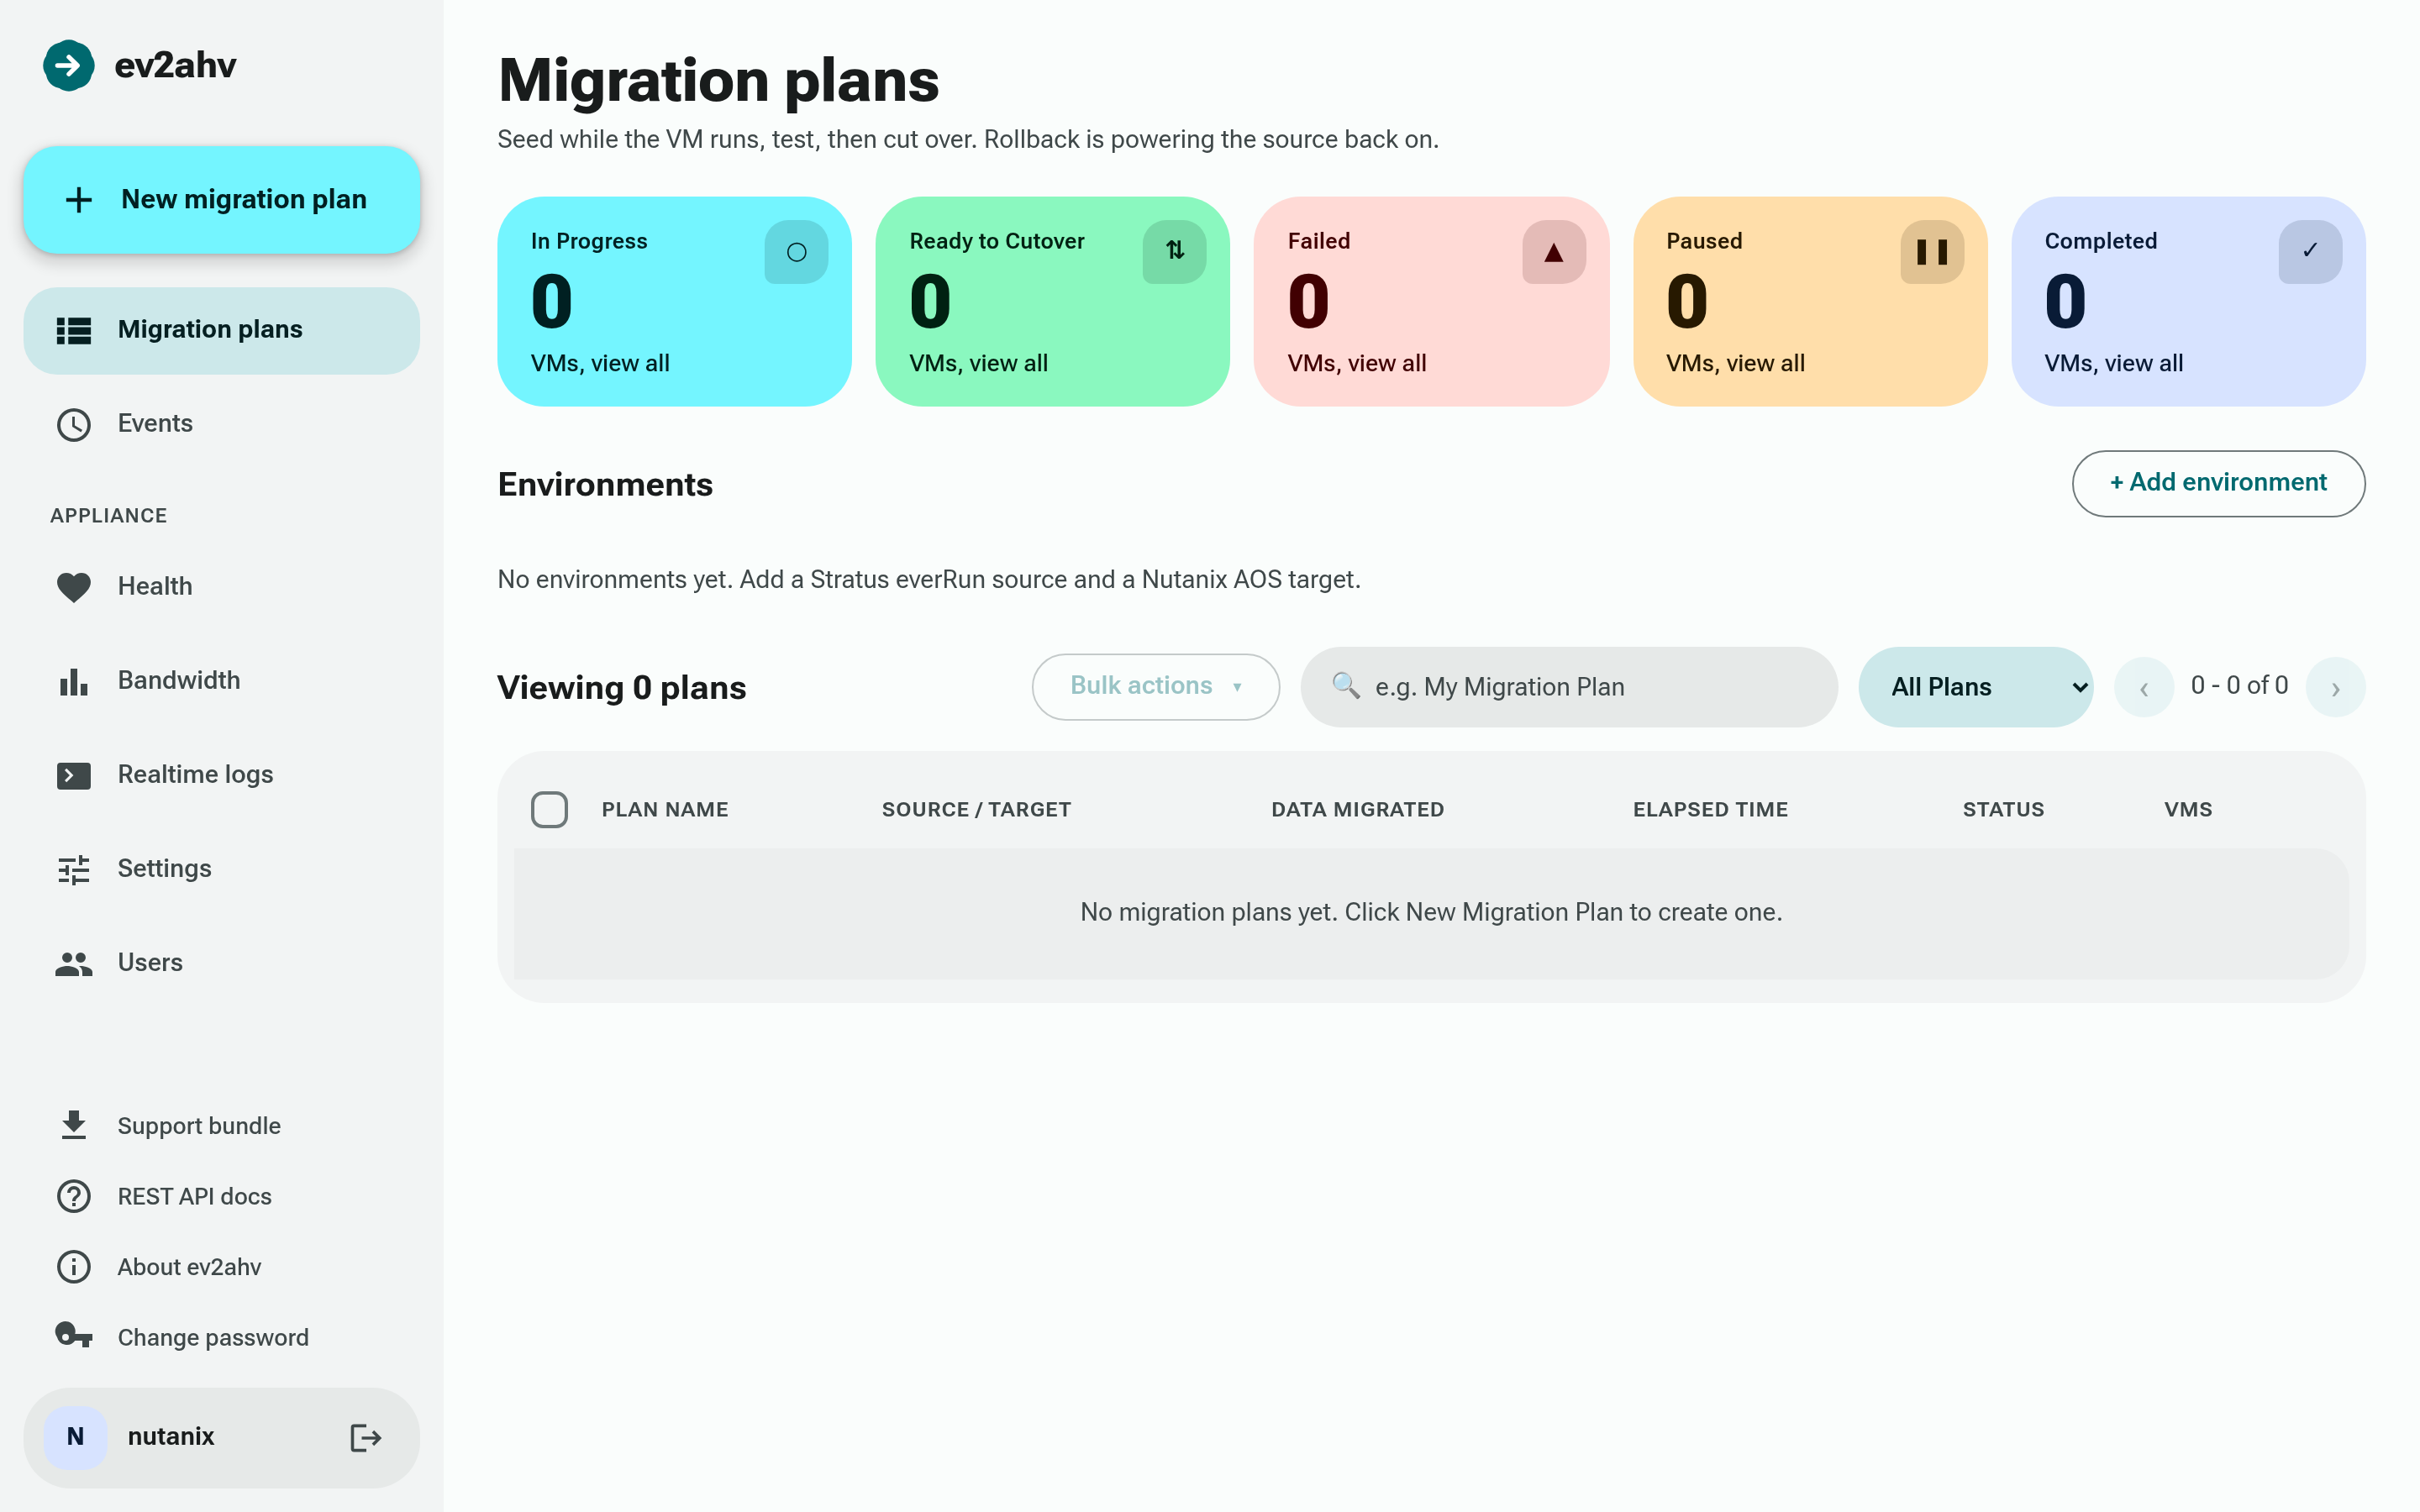 ev2ahv
New migration plan
Migration plans
Events
APPLIANCE
Health
Bandwidth
Realtime logs
Settings
Users
Support bundle
REST API docs
About ev2ahv
Change password
N
nutanix
Migration plans
Seed while the VM runs, test, then cut over. Rollback is powering the source back on.
In Progress
0
VMs, view all
Ready to Cutover
0
VMs, view all
Failed
0
VMs, view all
Paused
0
VMs, view all
Completed
0
VMs, view all
Environments
+ Add environment
No environments yet. Add a Stratus everRun source and a Nutanix AOS target.
Viewing 0 plans
Bulk actions
e.g. My Migration Plan
All Plans
0 - 0 of 0
PLAN NAME
SOURCE / TARGET
DATA MIGRATED
ELAPSED TIME
STATUS
VMS
No migration plans yet. Click New Migration Plan to create one.